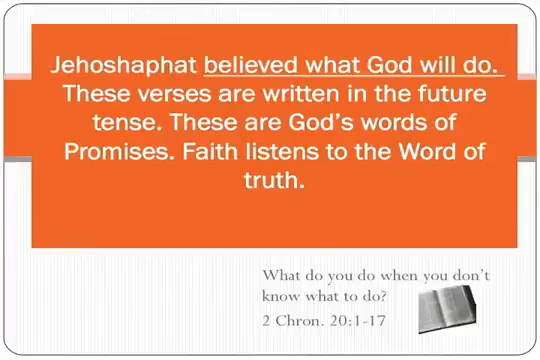 Jehoshaphat believed what God will do.
These verses are written in the future
tense. These are God's words of
Promises. Faith listens to the Word of
truth.
What do you do when you don't
know what to do?
2 Chron. 20:1-17